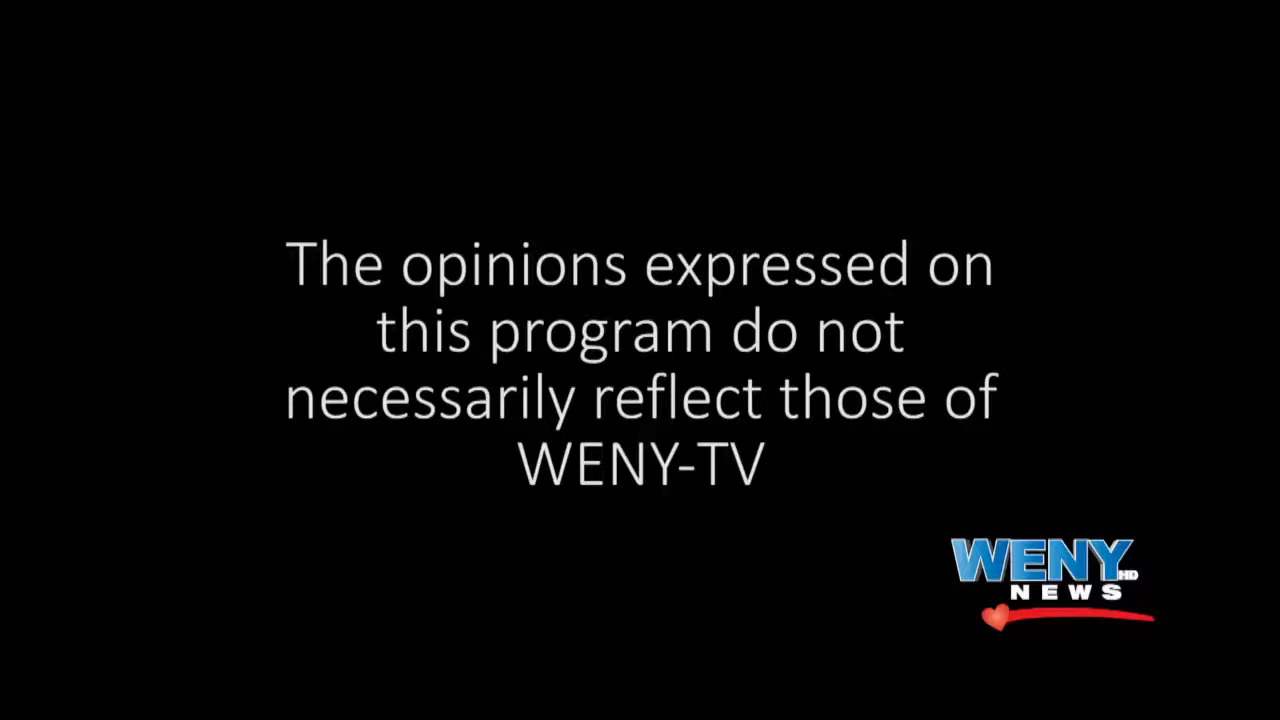 The opinions expressed on
this program do not
necessarily reflect those of
WENY-TV
WENY HD
NEWS